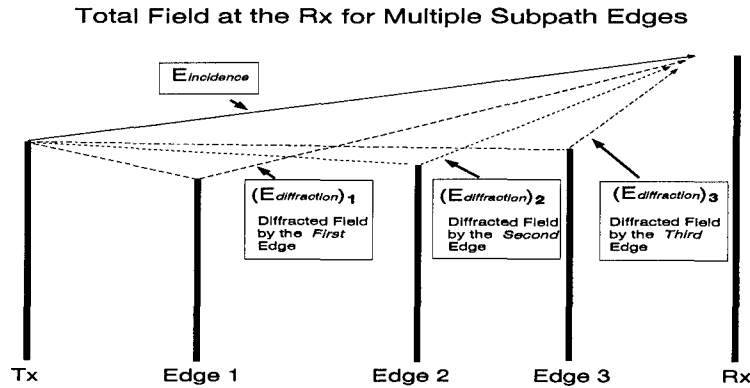 Total Field at the Rx for Multiple Subpath Edges
Eincidence
(Ediffraction)1
Diffracted Field
by the First
Edge
(Ediffraction)2
Diffracted Field
by the Second
Edge
(Ediffraction)3
Diffracted Field
by the Third
Edge
Tx
Edge 1
Edge 2
Edge 3
Rx